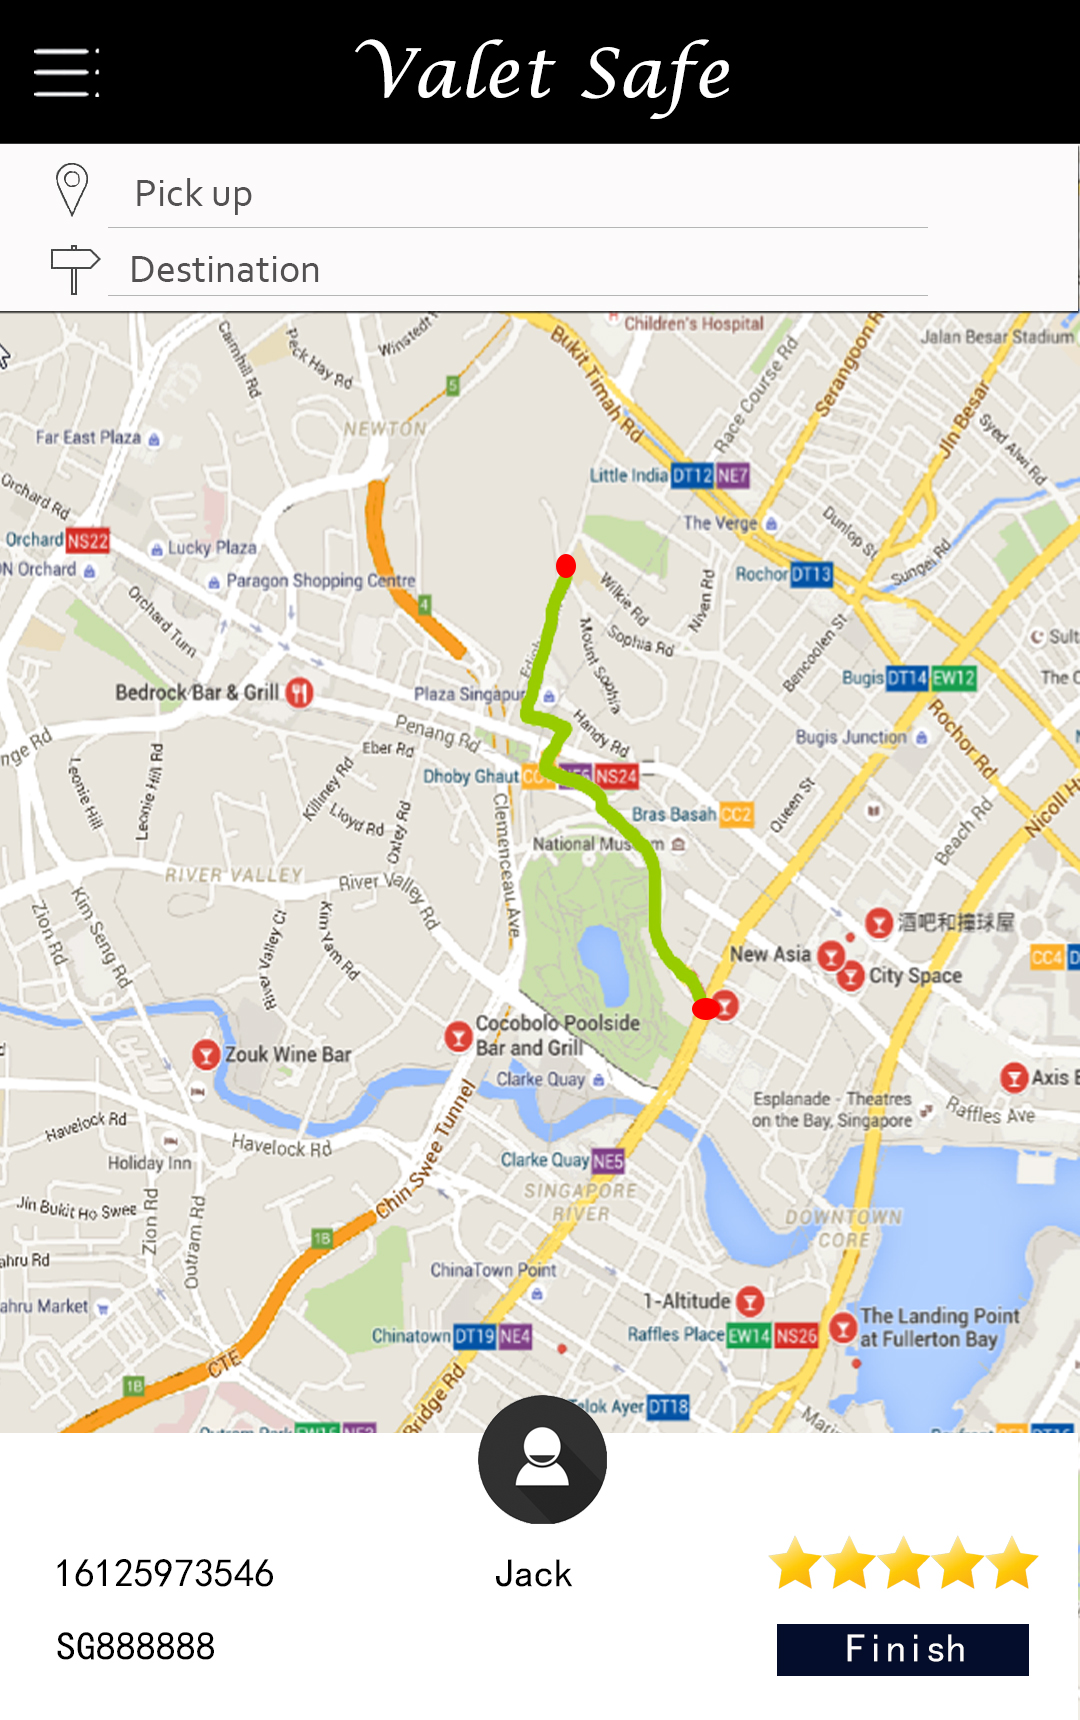 Valet Safe
Pick up
Destination
Children's Hospital
Jalan Besar Stadium
Cairnhill Rd
Peck Hay Rd
Winstedt
Bukit Timah Rd
Race Course Rd
Serangoon R
Jln Besar
5
NEWTON
Syed Alwi Rd
Far East Plaza
Little India DT12 NE7
Orchard Rd
The Verge
Dunlop St
Orchard NS22
Lucky Plaza
Sungei Rd
N Orchard
Paragon Shopping Centre
Rochor DT13
Orchard Turn
4
Wilkie Rd
Niven Rd
Sophia Rd
Mount Sophia
Bencoolen St
Sult
Bugis DT14 EW12
The C
Bedrock Bar & Grill
Plaza Singapur
Rochor Rd
nge Rd
Penang Rd
Handy Rd
Bugis Junction
Eber Rd
Leonie Hill
Leonie Hill Rd
Killiney Rd
Dhoby Ghaut NS24
Lloyd Rd
Oxley Rd
Clemenceau Ave
Bras Basah CC2
Queen St
Beach Rd
Nicoll H
National Mus m
RIVER VALLEY
River Valley Rd
Zion Rd
Kim Seng Rd
River Valley Cl
Kim Yam Rd
酒吧和撞球屋
New Asia
City Space
CC4 D
Cocobolo Poolside
Bar and Grill
Zouk Wine Bar
Clarke Quay
Axis B
Esplanade - Theatres
on the Bay, Singapore
Raffles Ave
Havelock Rd
Havelock Rd
Chin Swee Tunnel
Holiday Inn
Clarke Quay NE5
SINGAPORE
RIVER
Jln Bukit Ho Swee
Zion Rd
Outram Rd
DOWNTOWN
CORE
1B
ahru Rd
ChinaTown Point
ahru Market
1-Altitude
The Landing Point
at Fullerton Bay
Chinatown DT19 NE4
Raffles Place EW14 NS26
CTE
1B
Bridge Rd
elok Ayer DT18
Marin
16125973546
Jack
SG888888
Finish